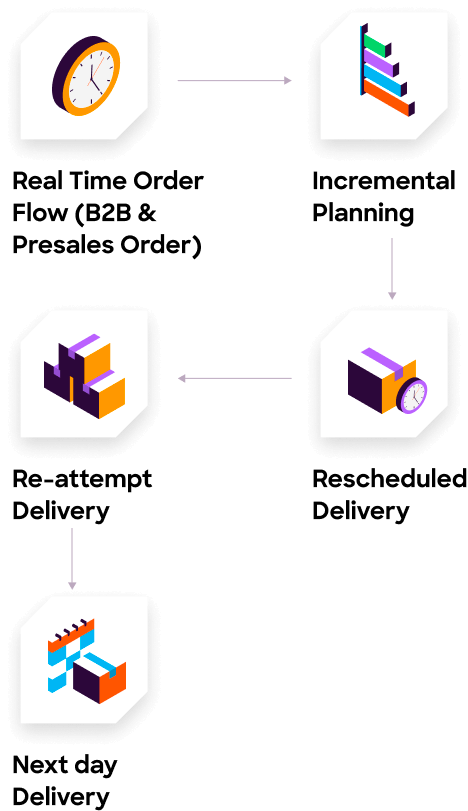 Real Time Order
Flow (B2B &
Presales Order)
Incremental
Planning
Rescheduled
Delivery
Re-attempt
Delivery
Next day
Delivery